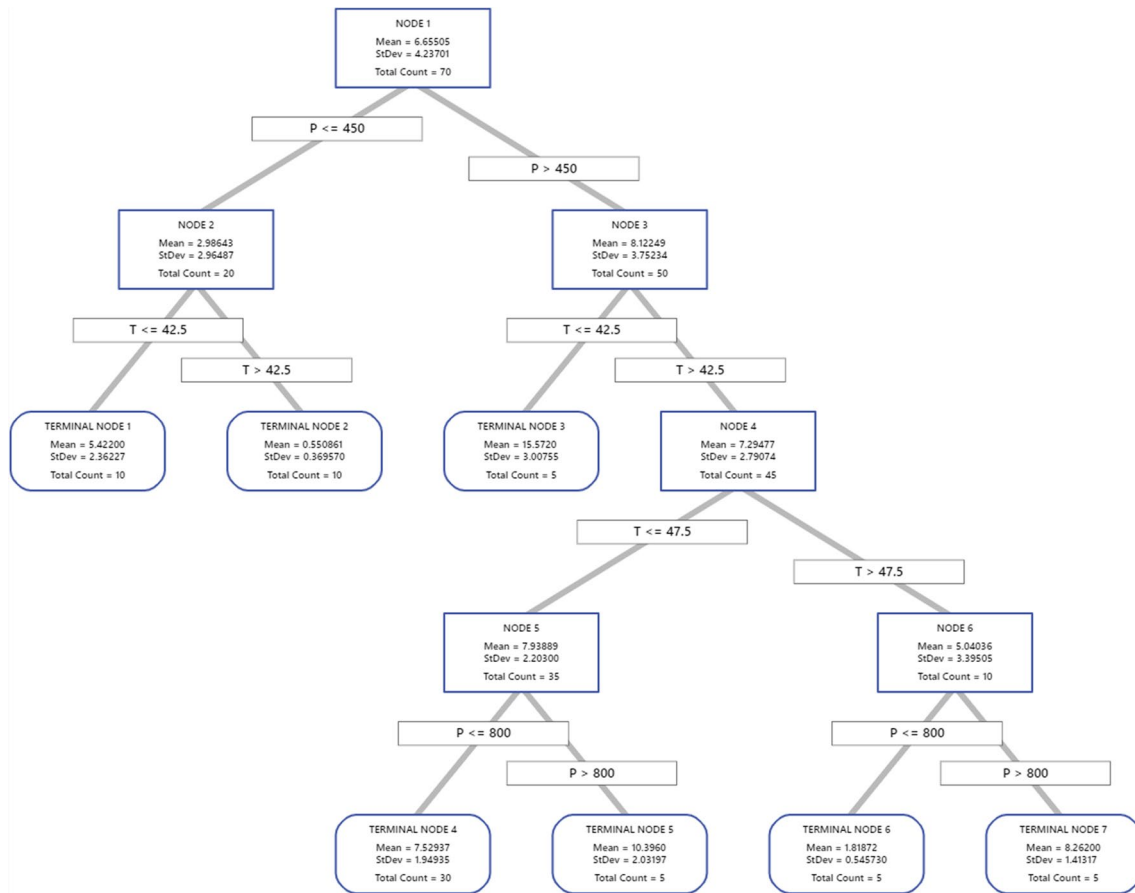 NODE 1
Mean = 6.65505
StDev = 4.23701
Total Count = 70
P <= 450
P > 450
NODE 2
Mean = 2.98643
StDev = 2.96487
Total Count = 20
NODE 3
Mean = 8.12249
StDev = 3.75234
Total Count = 50
T <= 42.5
T > 42.5
T <= 42.5
T > 42.5
TERMINAL NODE 1
Mean = 5.42200
StDev = 2.36227
Total Count = 10
TERMINAL NODE 2
Mean = 0.550861
StDev = 0.369570
Total Count = 10
TERMINAL NODE 3
Mean = 15.5720
StDev = 3.00755
Total Count = 5
NODE 4
Mean = 7.29477
StDev = 2.79074
Total Count = 45
T <= 47.5
T > 47.5
NODE 5
Mean = 7.93889
StDev = 2.20300
Total Count = 35
NODE 6
Mean = 5.04036
StDev = 3.39505
Total Count = 10
P <= 800
P > 800
P <= 800
P > 800
TERMINAL NODE 4
Mean = 7.52937
StDev = 1.94935
Total Count = 30
TERMINAL NODE 5
Mean = 10.3960
StDev = 2.03197
Total Count = 5
TERMINAL NODE 6
Mean = 1.81872
StDev = 0.545730
Total Count = 5
TERMINAL NODE 7
Mean = 8.26200
StDev = 1.41317
Total Count = 5